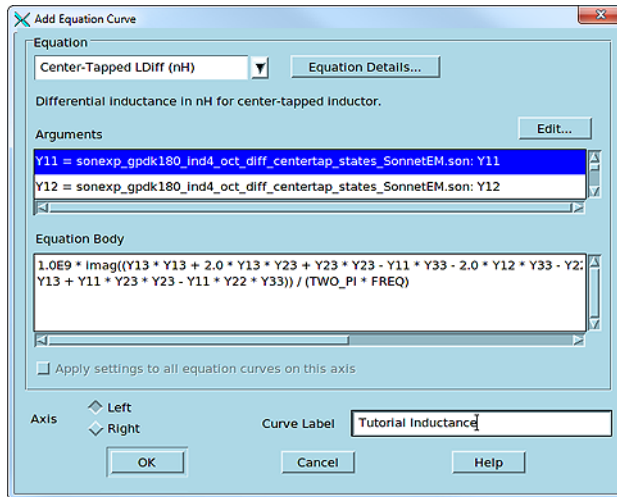 Add Equation Curve
Equation
Center-Tapped LDiff (nH)
Equation Details...
Differential inductance in nH for center-tapped inductor.
Arguments
Edit...
Y11 = sonexp_gpdk180_ind4_oct_diff_centertap_states_SonnetEM.son: Y11
Y12 = sonexp_gpdk180_ind4_oct_diff_centertap_states_SonnetEM.son: Y12
Equation Body
1.0E9 * imag((Y13 * Y13 + 2.0 * Y13 * Y23 + Y23 * Y23 - Y11 * Y33 - 2.0 * Y12 * Y33 - Y22
Y13 + Y11 * Y23 * Y23 - Y11 * Y22 * Y33)) / (TWO_PI * FREQ)
Apply settings to all equation curves on this axis
Axis
Left
Right
Curve Label
Tutorial Inductance
OK
Cancel
Help